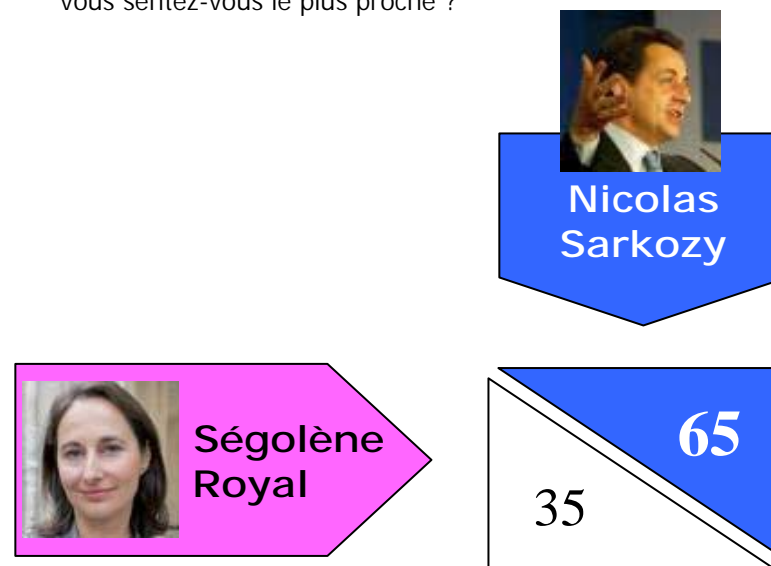 vous sentez-vous le plus proche ?
Nicolas
Sarkozy
Ségolène
Royal
65
35